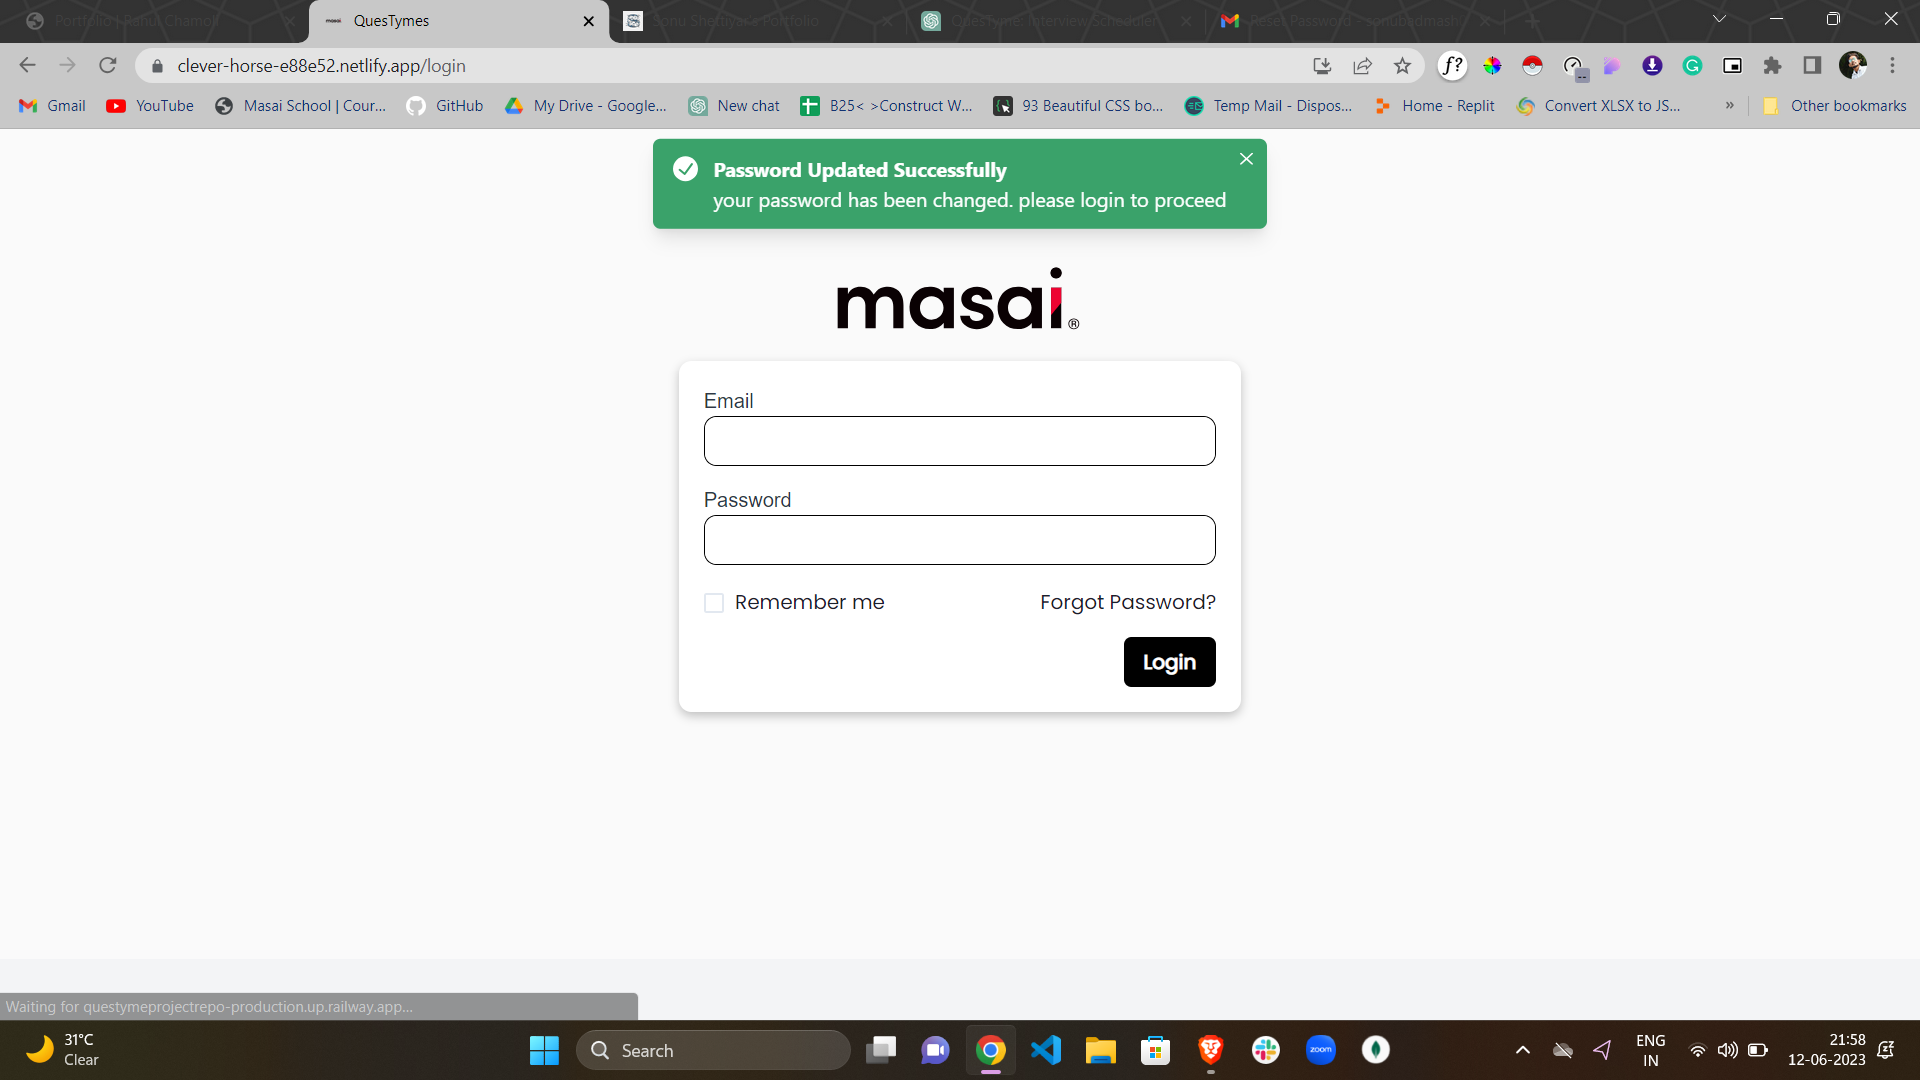 Portfolio | Rahul Chamoli
QuesTymes
Sonu Shettiyar's Portfolio
QuesTyme: Interview Scheduler
Reset Password - sonubadmash
clever-horse-e88e52.netlify.app/login
f?
Gmail
YouTube
Masai School | Cour...
GitHub
My Drive - Google...
New chat
B25< >Construct W...
93 Beautiful CSS bo...
Temp Mail - Dispos...
Home - Replit
Convert XLSX to JS...
»
Other bookmarks
Password Updated Successfully
your password has been changed. please login to proceed
masai®
Email
Password
Remember me
Forgot Password?
Login
Waiting for questymeprojectrepo-production.up.railway.app...
31°C
Clear
Search
zoom
ENG
IN
21:58
12-06-2023